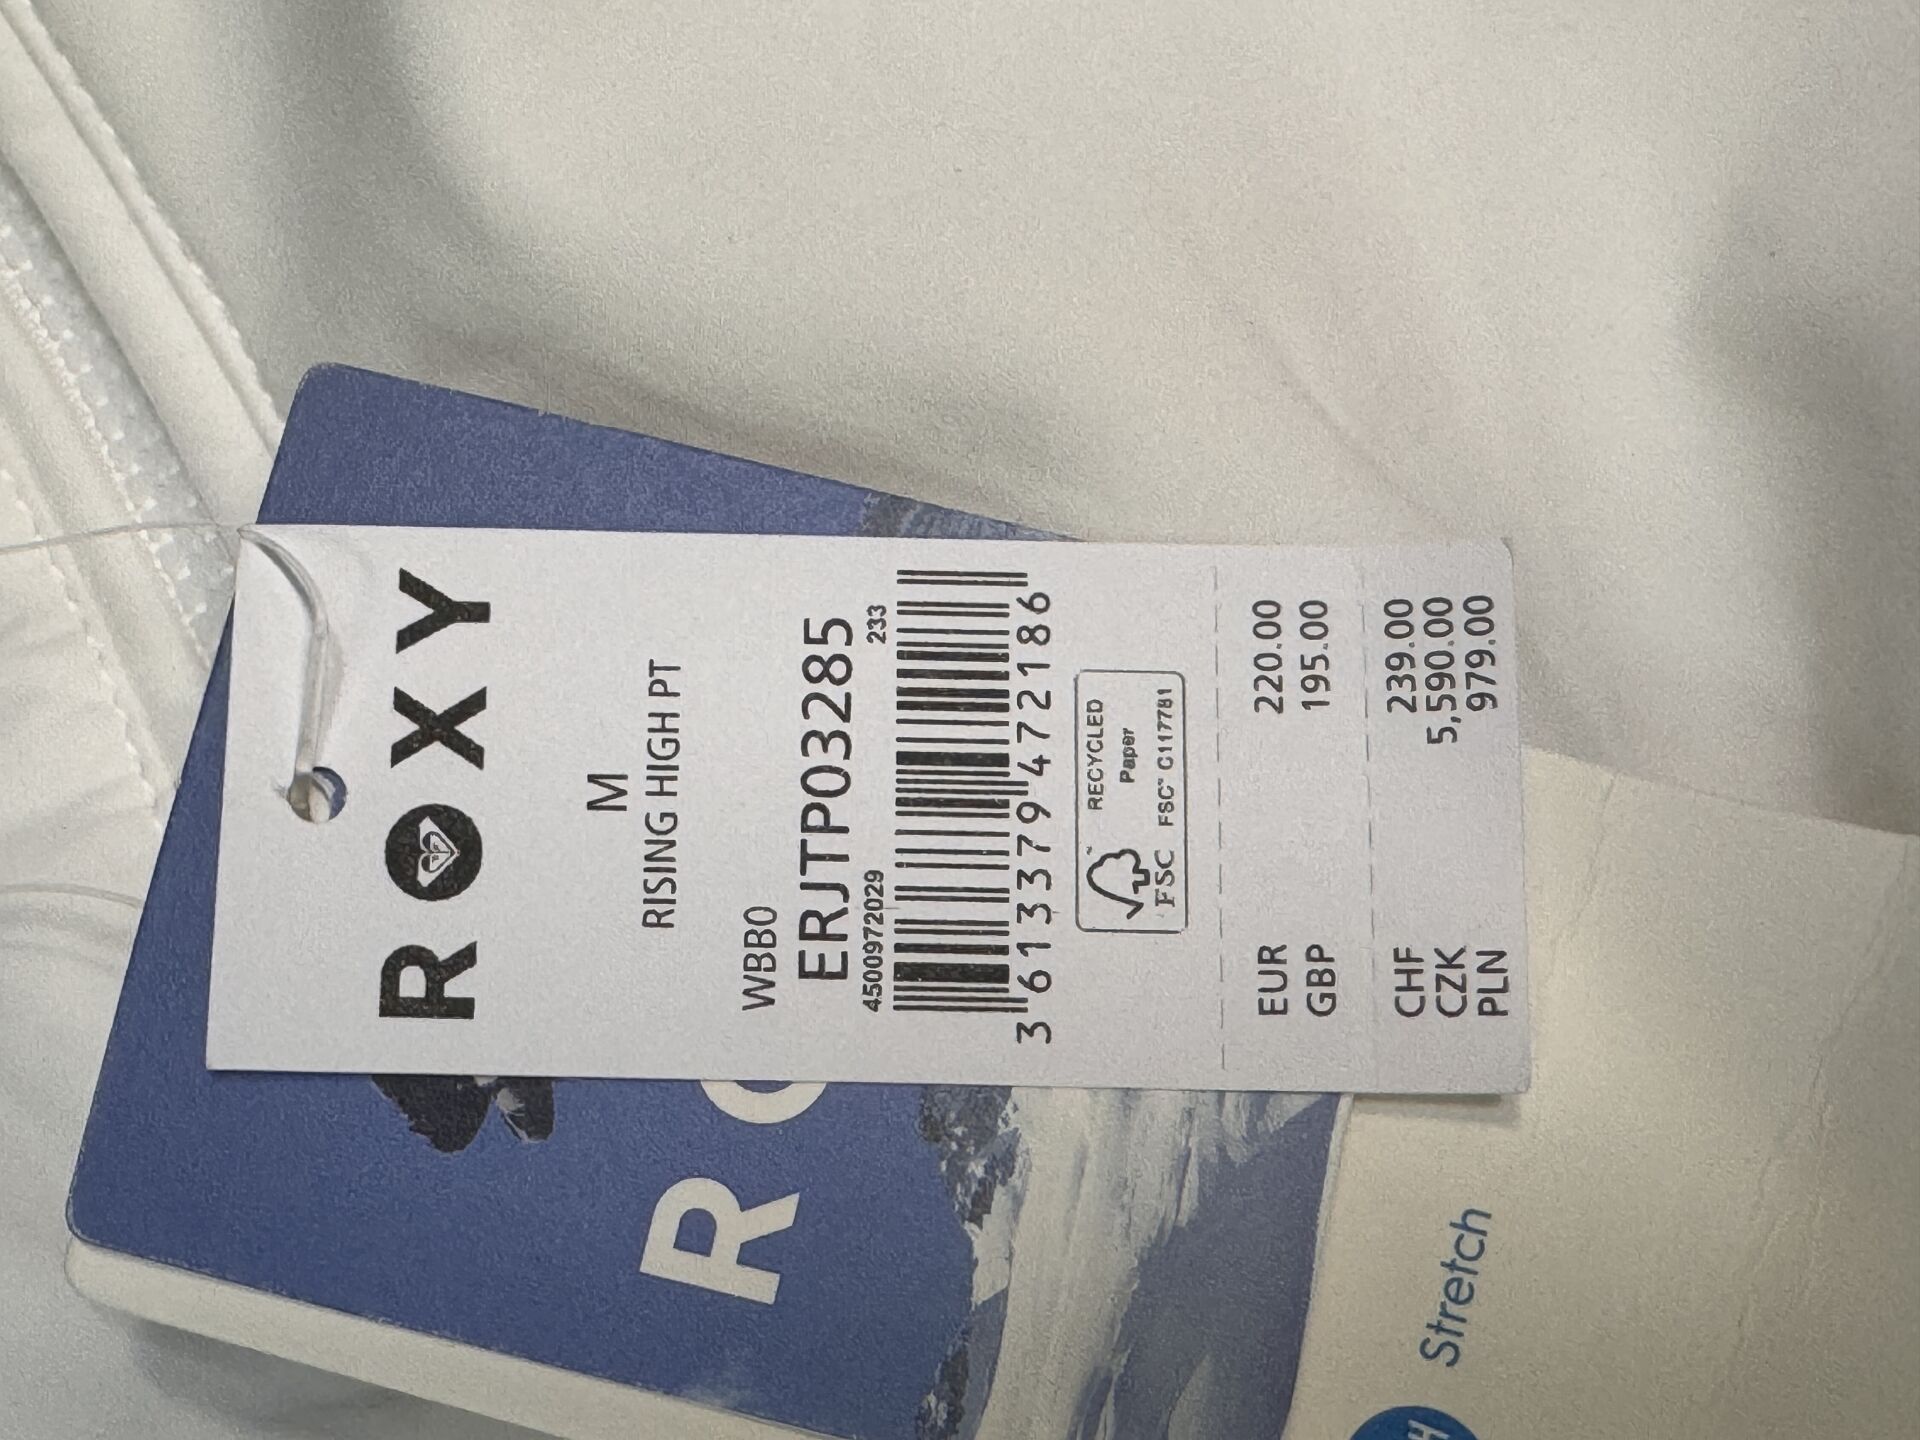 ROXY
M
RISING HIGH PT
WBB0
ERJTP03285
4500972029 233
3 613379 472186
RECYCLED
Paper
FSC™ C117781
FSC
EUR 220.00
GBP 195.00
CHF 239.00
CZK 5,590.00
PLN 979.00
R
Stretch